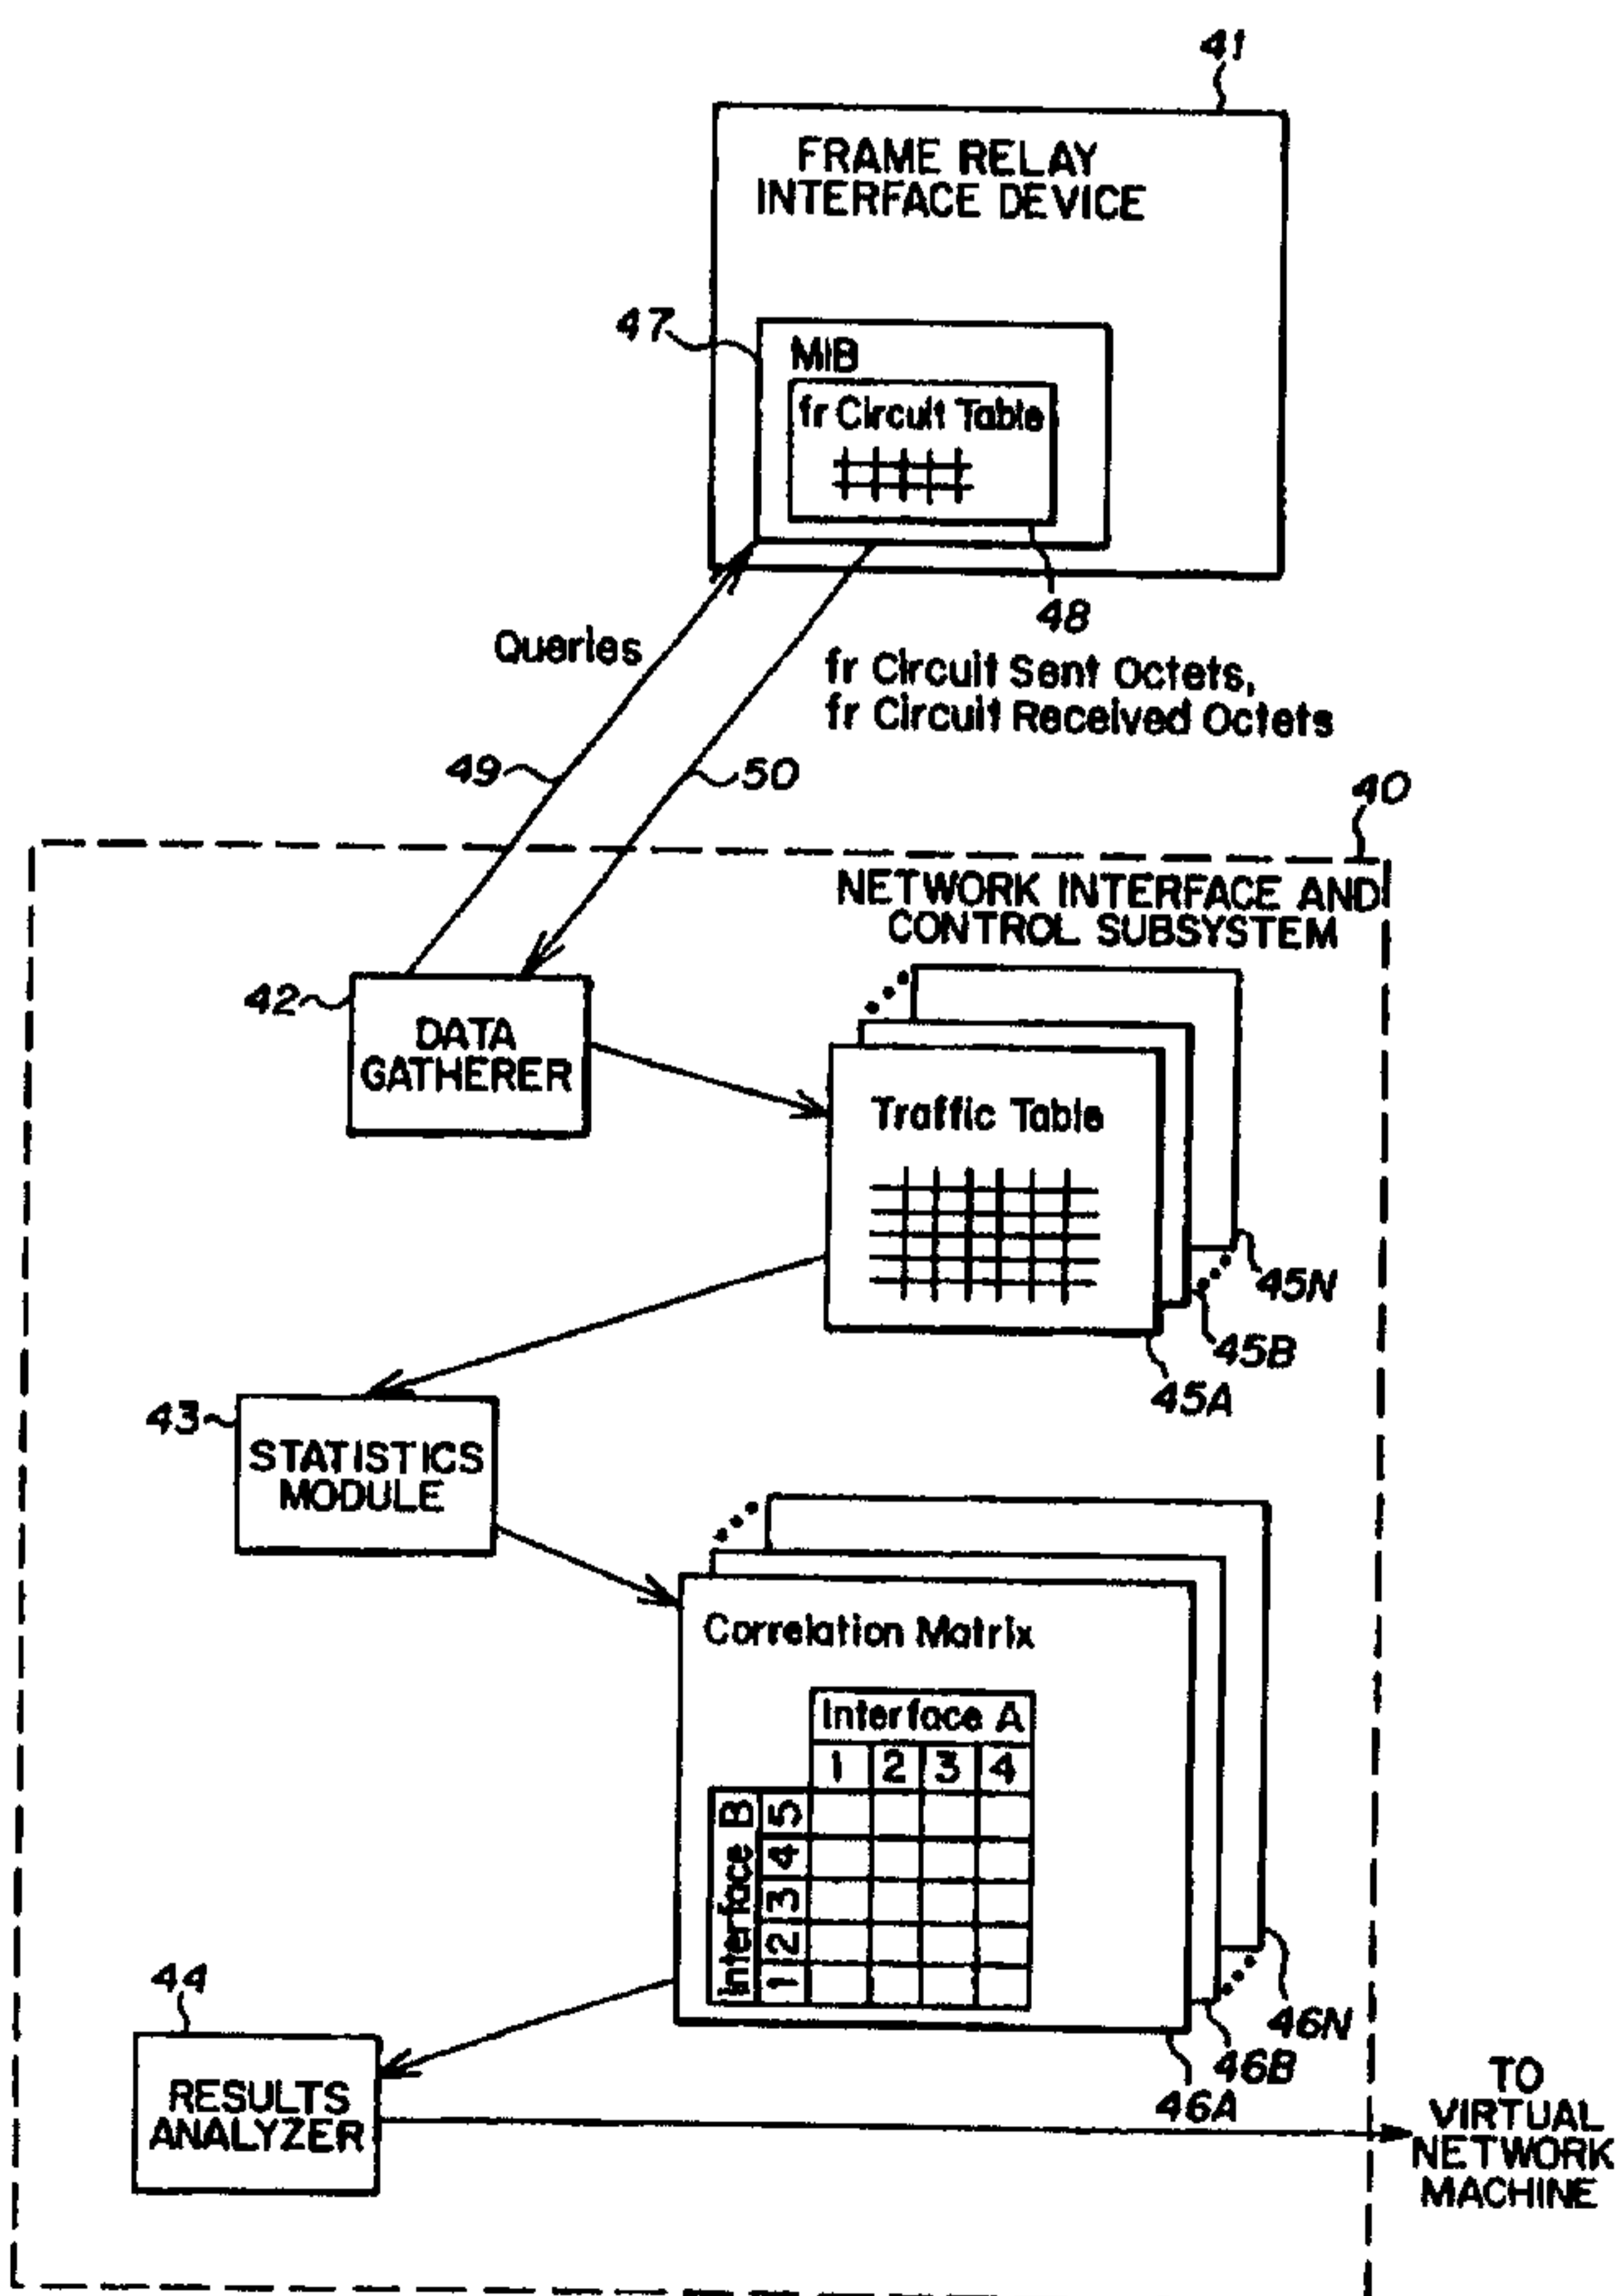 41
FRAME RELAY
INTERFACE DEVICE
47
MIB
fr Circuit Table
48
Queries
fr Circuit Sent Octets,
fr Circuit Received Octets
49
50
40
NETWORK INTERFACE AND
CONTROL SUBSYSTEM
42
DATA
GATHERER
Traffic Table
45N
45B
45A
43
STATISTICS
MODULE
Correlation Matrix
Interface A
1 2 3 4
Interface B
5
4
3
2
1
44
46N
46B
46A
RESULTS
ANALYZER
TO
VIRTUAL
NETWORK
MACHINE